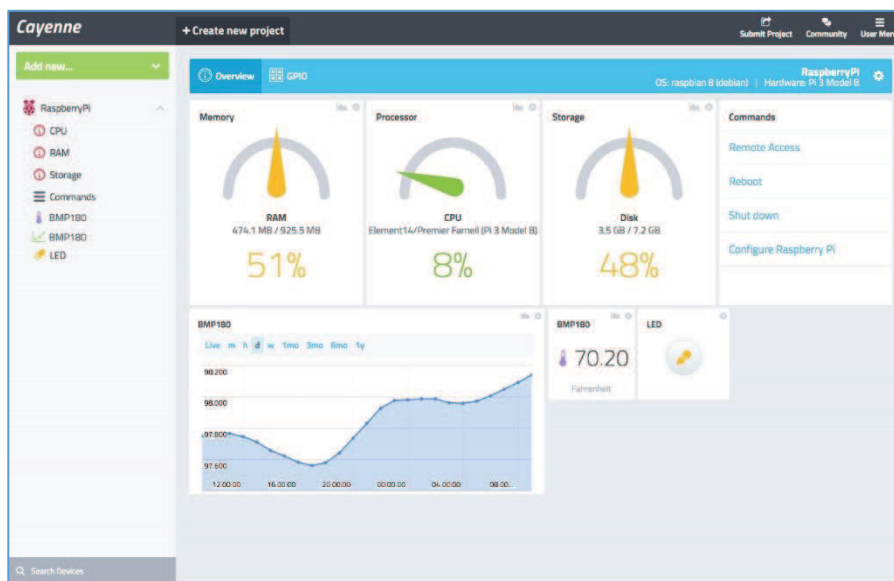 Cayenne
+ Create new project
Submit Project
Community
User Men
Add new...
RaspberryPi
CPU
RAM
Storage
Commands
BMP180
BMP180
LED
Search Devices
Overview
GPIO
RaspberryPi
OS: raspbian 8 (debian) | Hardware: Pi 3 Model B
Memory
RAM
474.1 MB / 925.5 MB
51%
Processor
CPU
Element14/Premier Farnell (Pi 3 Model B)
8%
Storage
Disk
3.5 GB / 7.2 GB
48%
Commands
Remote Access
Reboot
Shut down
Configure Raspberry Pi
BMP180
Live m h d w 1mo 3mo 6mo 1y
98.200
98.000
97.800
97.600
12:00:00 16:00:00 20:00:00 00:00:00 04:00:00 08:00...
BMP180
70.20
Fahrenheit
LED